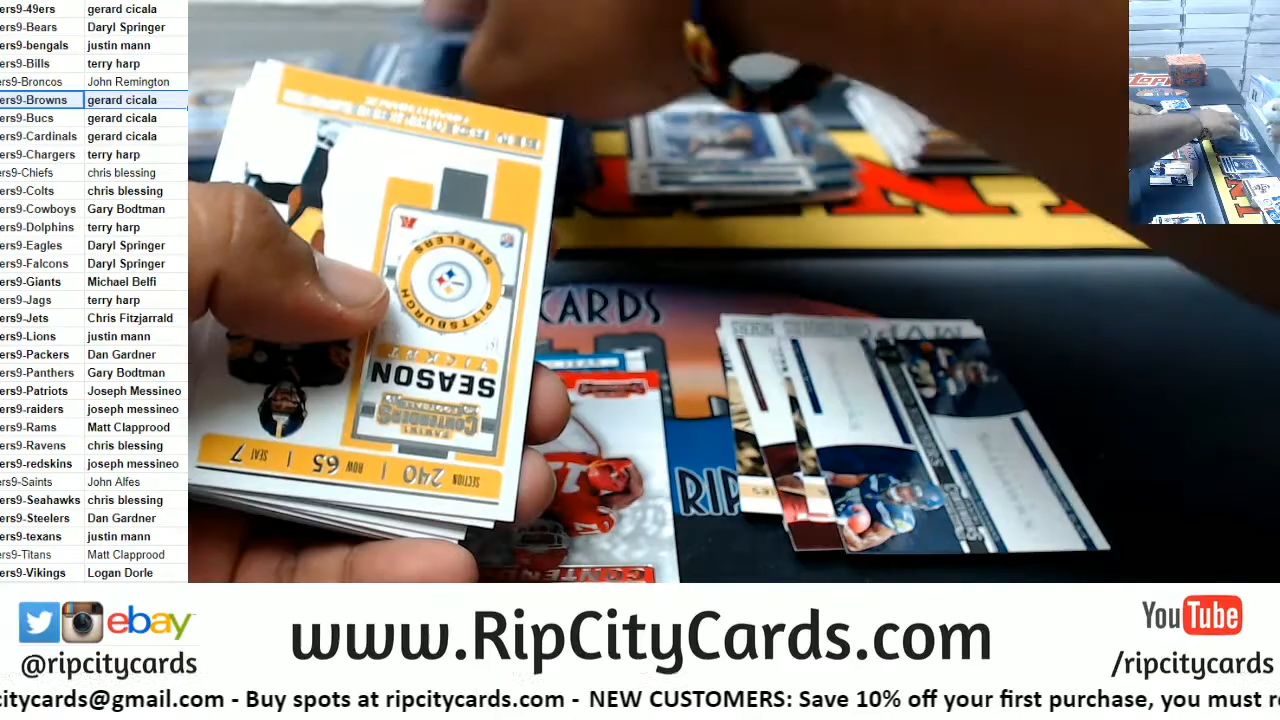 ers9-49ers gerard cicala
ers9-Bears Daryl Springer
ers9-bengals justin mann
ers9-Bills terry harp
ers9-Broncos John Remington
ers9-Browns gerard cicala
ers9-Bucs gerard cicala
ers9-Cardinals gerard cicala
ers9-Chargers terry harp
ers9-Chiefs chris blessing
ers9-Colts chris blessing
ers9-Cowboys Gary Bodtman
ers9-Dolphins terry harp
ers9-Eagles Daryl Springer
ers9-Falcons Daryl Springer
ers9-Giants Michael Belfi
ers9-Jags terry harp
ers9-Jets Chris Fitzjarrald
ers9-Lions justin mann
ers9-Packers Dan Gardner
ers9-Panthers Gary Bodtman
ers9-Patriots Joseph Messineo
ers9-raiders joseph messineo
ers9-Rams Matt Clapprood
ers9-Ravens chris blessing
ers9-redskins joseph messineo
ers9-Saints John Alfes
ers9-Seahawks chris blessing
ers9-Steelers Dan Gardner
ers9-texans justin mann
ers9-Titans Matt Clapprood
ers9-Vikings Logan Dorle
PITTSBURGH STEELERS
SEASON
TICKET
PANINI
CONTENDERS
FOOTBALL
SECTION 240 | ROW 65 | SEAT 7
CARDS
RIP
MVP
ebay
@ripcitycards
www.RipCityCards.com
YouTube
/ripcitycards
citycards@gmail.com - Buy spots at ripcitycards.com - NEW CUSTOMERS: Save 10% off your first purchase, you must re